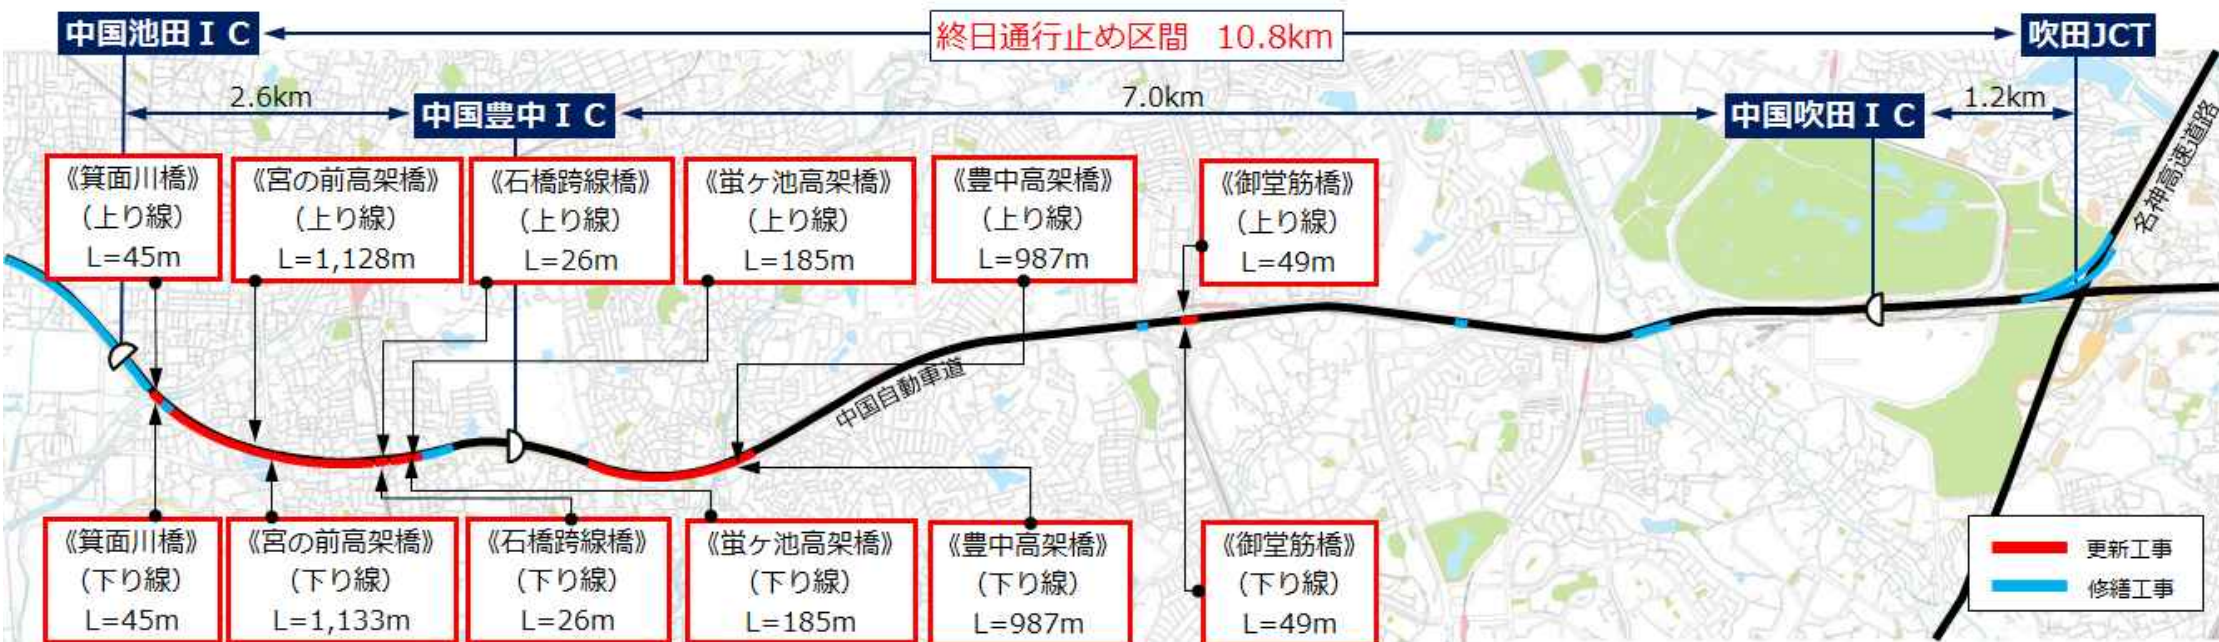 中国池田ＩＣ
終日通行止め区間　10.8km
吹田JCT
2.6km
中国豊中ＩＣ
7.0km
中国吹田ＩＣ
1.2km
《箕面川橋》
（上り線）
L=45m
《宮の前高架橋》
（上り線）
L=1,128m
《石橋跨線橋》
（上り線）
L=26m
《蛍ヶ池高架橋》
（上り線）
L=185m
《豊中高架橋》
（上り線）
L=987m
《御堂筋橋》
（上り線）
L=49m
名神高速道路
中国自動車道
《箕面川橋》
（下り線）
L=45m
《宮の前高架橋》
（下り線）
L=1,133m
《石橋跨線橋》
（下り線）
L=26m
《蛍ヶ池高架橋》
（下り線）
L=185m
《豊中高架橋》
（下り線）
L=987m
《御堂筋橋》
（下り線）
L=49m
更新工事
修繕工事